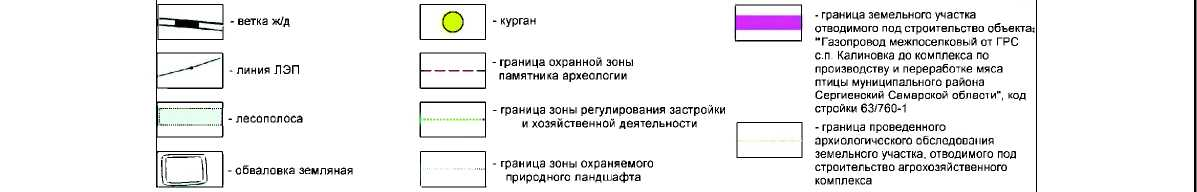 - ветка ж/д
- линия ЛЭП
- лесополоса
- обваловка земляная
- курган
- граница охранной зоны
памятника археологии
- граница зоны регулирования застройки
и хозяйственной деятельности
- граница зоны охраняемого
природного ландшафта
- граница земельного участка
отводимого под строительство объекта:
"Газопровод межпоселковый от ГРС
с.п. Калиновка до комплекса по
производству и переработке мяса
птицы муниципального района
Сергиевский Самарской области", код
стройки 63/760-1
- граница проведенного
археологического обследования
земельного участка, отводимого под
строительство агрохозяйственного
комплекса